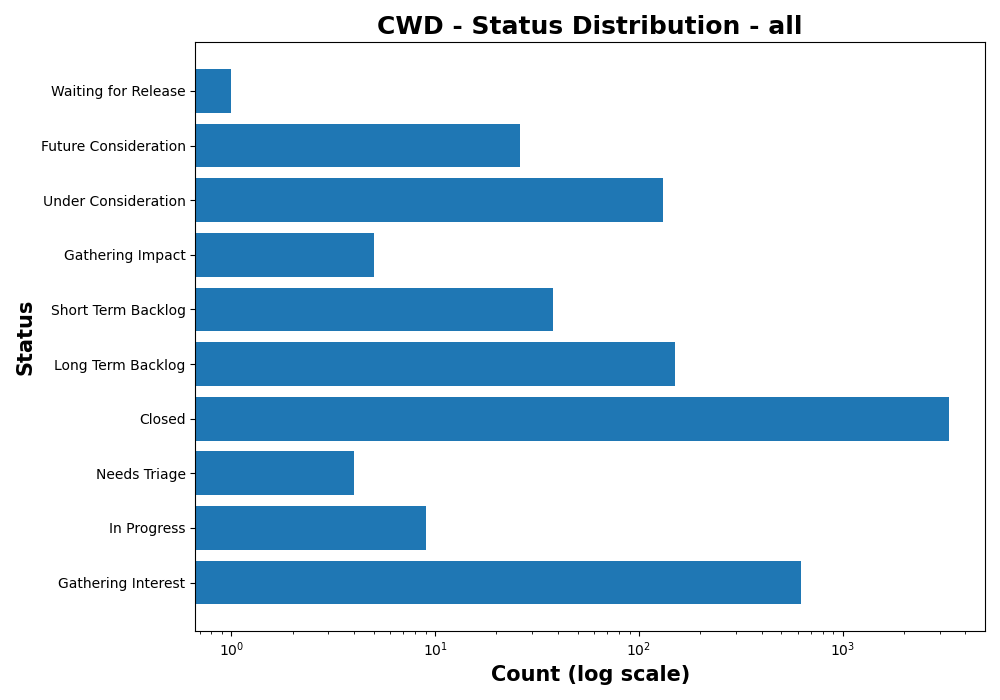 CWD - Status Distribution - all
Status
Waiting for Release
Future Consideration
Under Consideration
Gathering Impact
Short Term Backlog
Long Term Backlog
Closed
Needs Triage
In Progress
Gathering Interest
10⁰ 10¹ 10² 10³
Count (log scale)